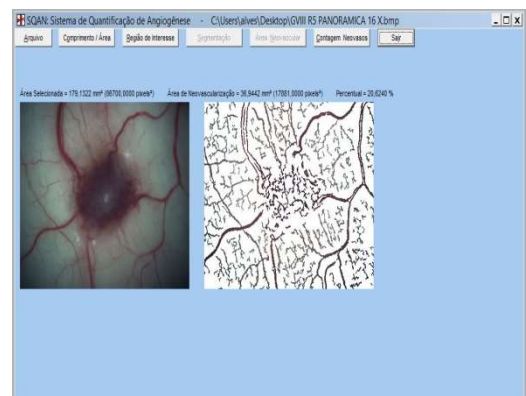 SQAN: Sistema de Quantificação de Angiogênese - C:\Users\alves\Desktop\GVIII R5 PANORAMICA 16 X.bmp
Arquivo Comprimento / Área Região de Interesse Segmentação Área Neovascular Contagem Neovasos Sair
Área Selecionada = 179,1322 mm² (86700,0000 pixels²) Área de Neovascularização = 36,9442 mm² (17881,0000 pixels²) Percentual = 20,6240 %